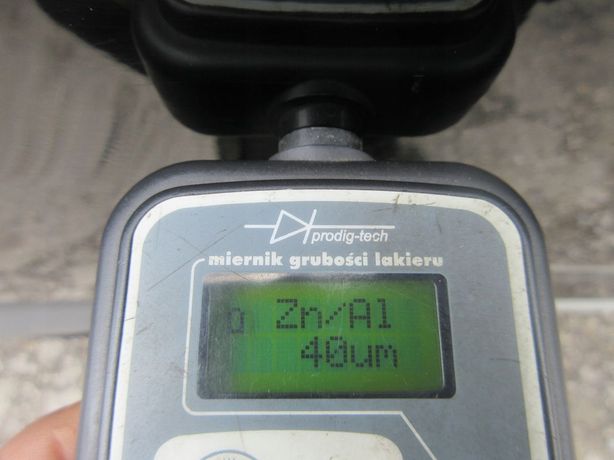 prodig-tech
miernik grubości lakieru
Zn/Al
40um